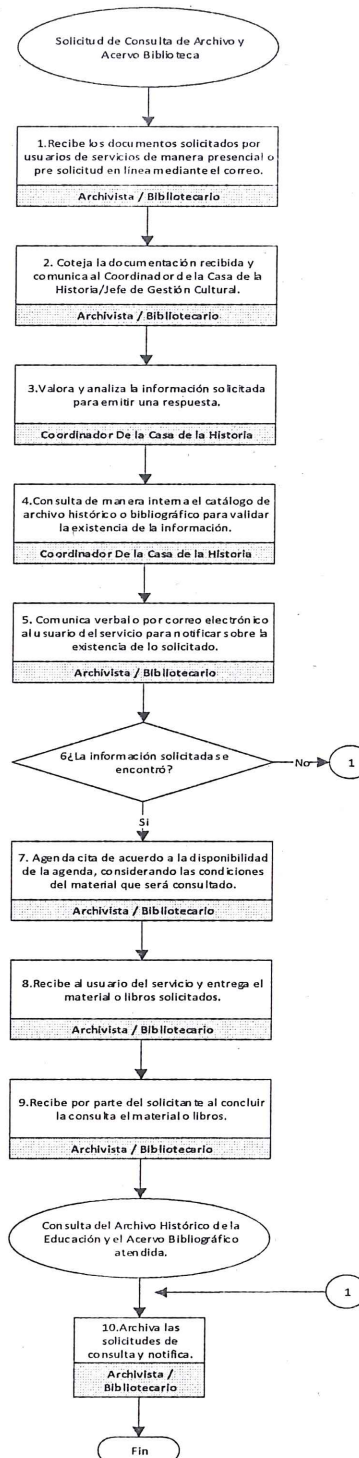 Solicitud de Consulta de Archivo y
Acervo Biblioteca
1.Recibe los documentos solicitados por
usuarios de servicios de manera presencial o
pre solicitud en línea mediante el correo.
Archivista / Bibliotecario
2. Coteja la documentación recibida y
comunica al Coordinador de la Casa de la
Historia/Jefe de Gestión Cultural.
Archivista / Bibliotecario
3.Valora y analiza la información solicitada
para emitir una respuesta.
Coordinador De la Casa de la Historia
4.Consulta de manera interna el catálogo de
archivo histórico o bibliográfico para validar
la existencia de la información.
Coordinador De la Casa de la Historia
5. Comunica verbal o por correo electrónico
al usuario del servicio para notificar sobre la
existencia de lo solicitado.
Archivista / Bibliotecario
6¿La información solicitada se
encontró?
No
1
Si
7. Agenda cita de acuerdo a la disponibilidad
de la agenda, considerando las condiciones
del material que será consultado.
Archivista / Bibliotecario
8.Recibe al usuario del servicio y entrega el
material o libros solicitados.
Archivista / Bibliotecario
9.Recibe por parte del solicitante al concluir
la consulta el material o libros.
Archivista / Bibliotecario
Consulta del Archivo Histórico de la
Educación y el Acervo Bibliográfico
atendida.
1
10.Archiva las
solicitudes de
consulta y notifica.
Archivista /
Bibliotecario
Fin